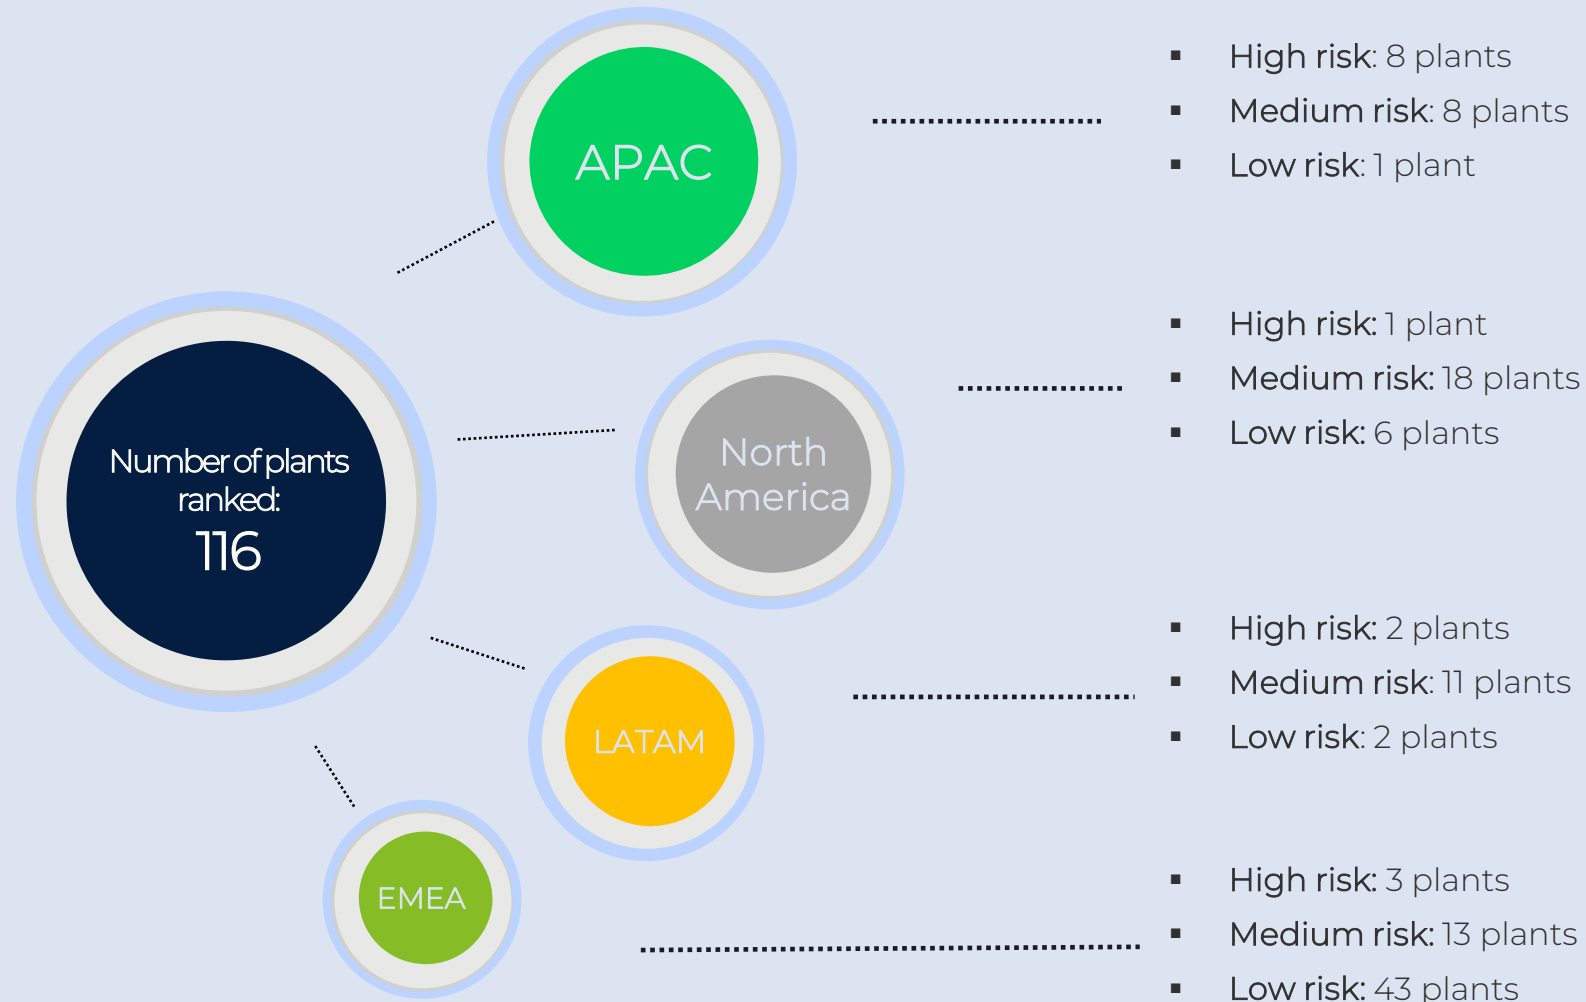 APAC
▪ High risk: 8 plants
▪ Medium risk: 8 plants
▪ Low risk: 1 plant
Number of plants
ranked:
116
North
America
▪ High risk: 1 plant
▪ Medium risk: 18 plants
▪ Low risk: 6 plants
LATAM
▪ High risk: 2 plants
▪ Medium risk: 11 plants
▪ Low risk: 2 plants
EMEA
▪ High risk: 3 plants
▪ Medium risk: 13 plants
▪ Low risk: 43 plants